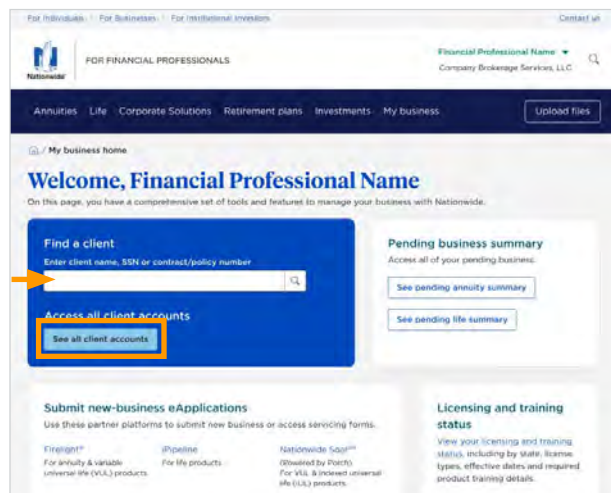 For Individuals For Businesses For Institutional Investors Contact us
Nationwide
FOR FINANCIAL PROFESSIONALS
Financial Professional Name
Company Brokerage Services, LLC
Annuities Life Corporate Solutions Retirement plans Investments My business Upload files
/ My business home
Welcome, Financial Professional Name
On this page, you have a comprehensive set of tools and features to manage your business with Nationwide.
Find a client
Enter client name, SSN or contract/policy number
Access all client accounts
See all client accounts
Pending business summary
Access all of your pending business.
See pending annuity summary
See pending life summary
Submit new-business eApplications
Use these partner platforms to submit new business or access servicing forms.
Firelight®
For annuity & variable
universal life (VUL) products
iPipeline
For life products
Nationwide 5dot℠
(Powered by Porch)
For VUL & indexed universal
life (IUL) products
Licensing and training
status
View your licensing and training
status, including by state, license
types, effective dates and required
product training details.